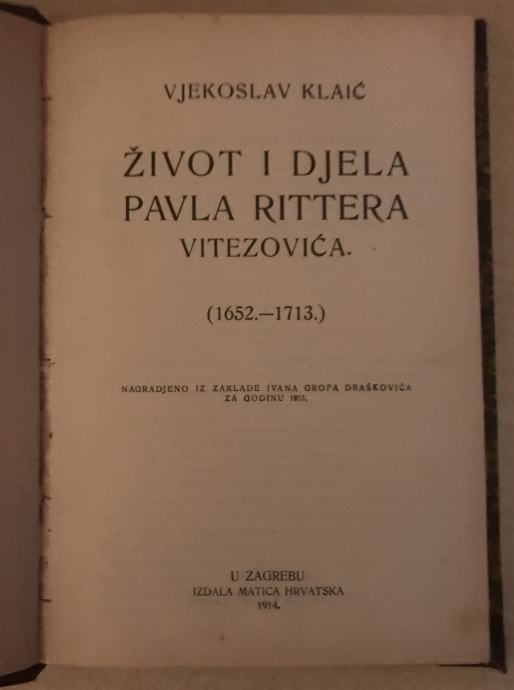 VJEKOSLAV KLAIĆ
ŽIVOT I DJELA
PAVLA RITTERA
VITEZOVIĆA.
(1652.—1713.)
NAGRADJENO IZ ZAKLADE IVANA GROFA DRAŠKOVIĆA
ZA GODINU 1913.
U ZAGREBU
IZDALA MATICA HRVATSKA
1914.